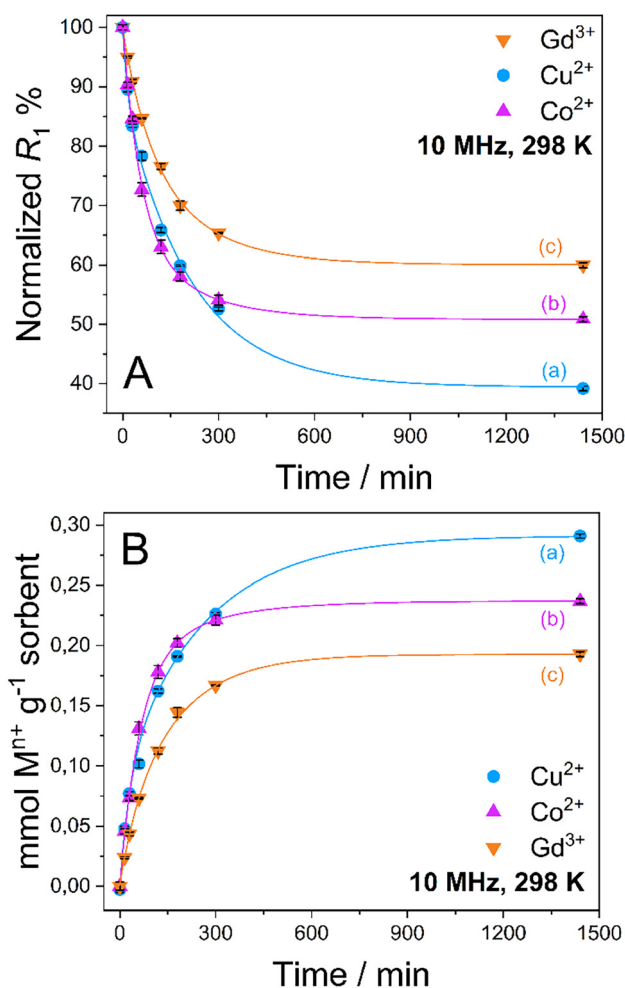 100
90
80
70
60
50
40
Normalized R₁ %
Gd³⁺
Cu²⁺
Co²⁺
10 MHz, 298 K
(c)
(b)
(a)
A
0 300 600 900 1200 1500
Time / min
0,30
0,25
0,20
0,15
0,10
0,05
0,00
mmol Mⁿ⁺ g⁻¹ sorbent
B
(a)
(b)
(c)
Cu²⁺
Co²⁺
Gd³⁺
10 MHz, 298 K
0 300 600 900 1200 1500
Time / min